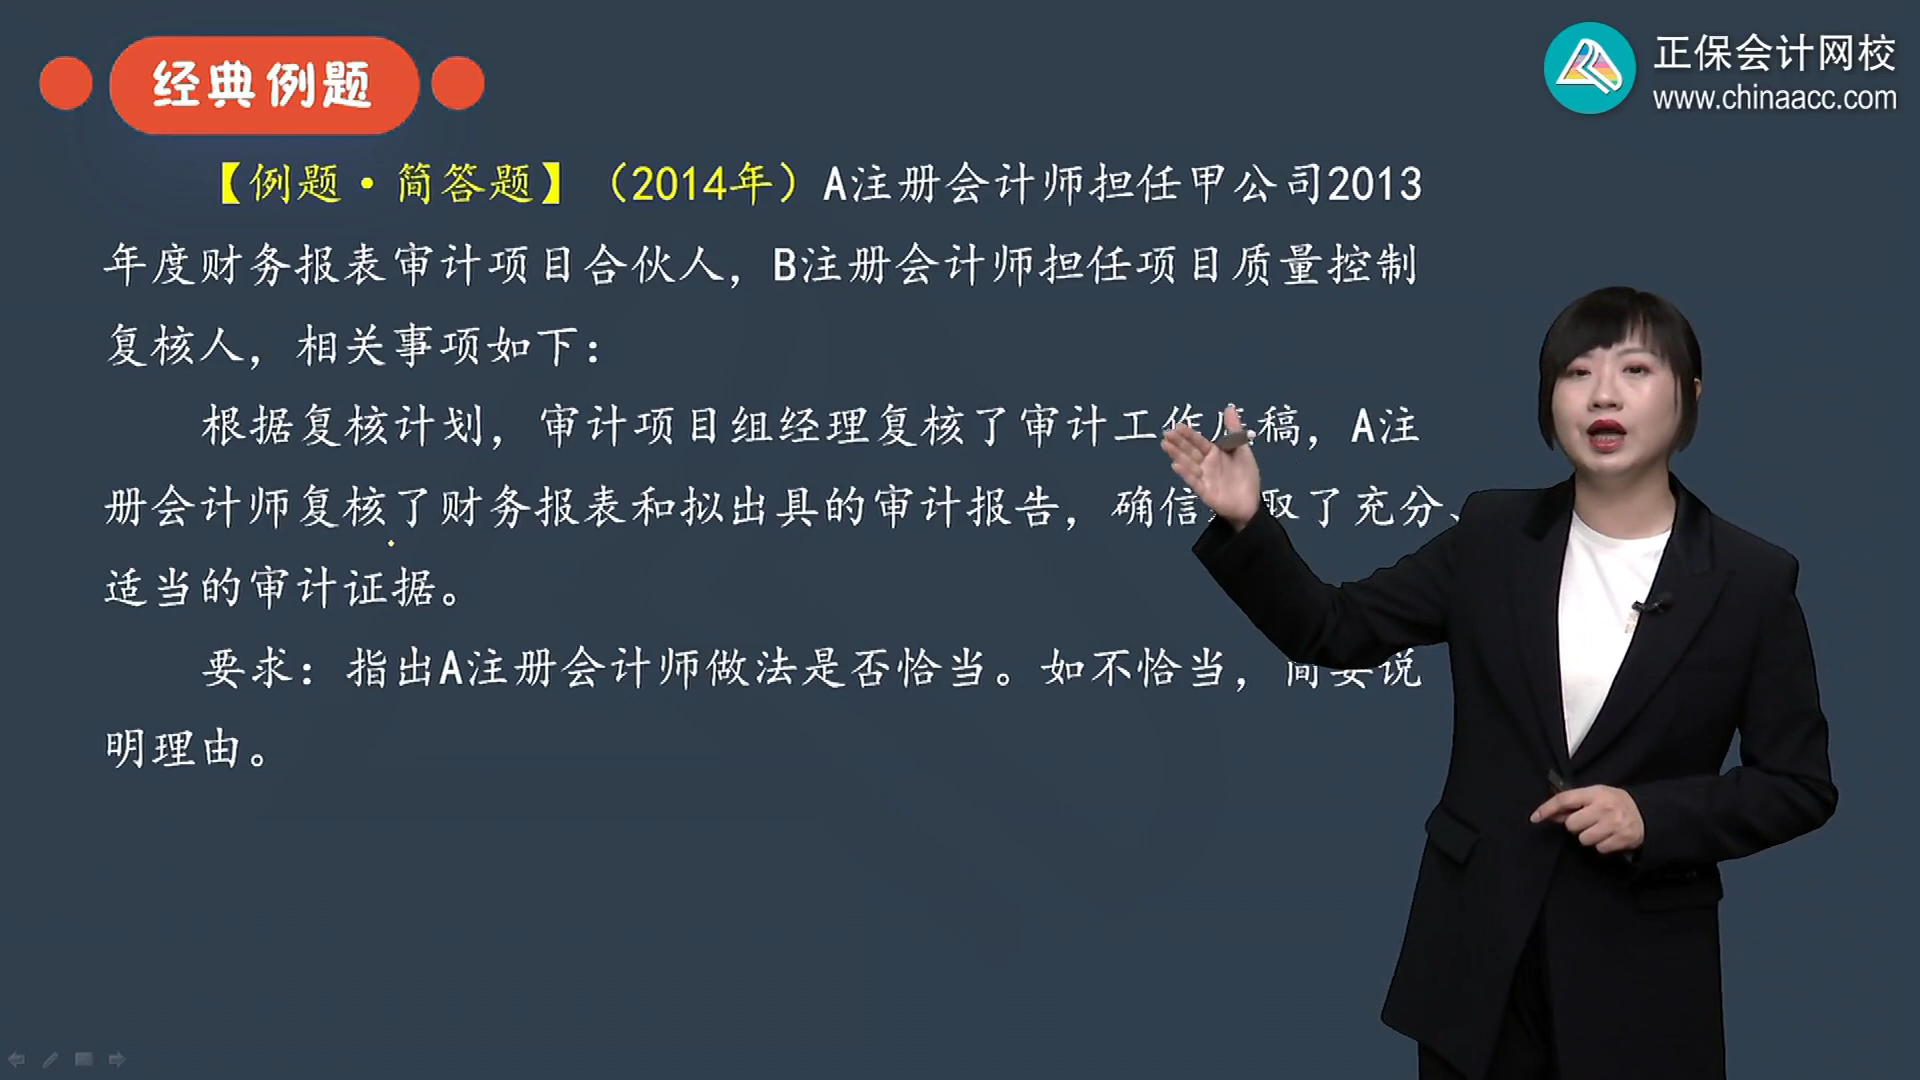 经典例题
正保会计网校
www.chinaacc.com
【例题·简答题】（2014年）A注册会计师担任甲公司2013
年度财务报表审计项目合伙人，B注册会计师担任项目质量控制
复核人，相关事项如下：
根据复核计划，审计项目组经理复核了审计工作底稿，A注
册会计师复核了财务报表和拟出具的审计报告，确信 取了充分、
适当的审计证据。
要求：指出A注册会计师做法是否恰当。如不恰当，简要说
明理由。